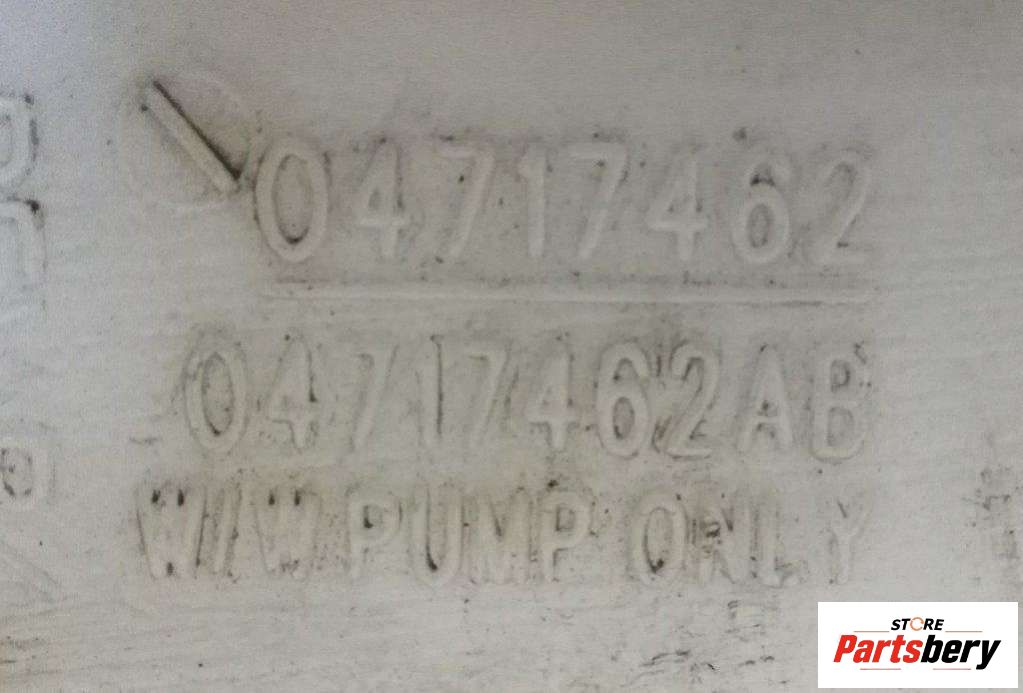 04717462
04717462AB
W/W PUMP ONLY
STORE
Partsbery